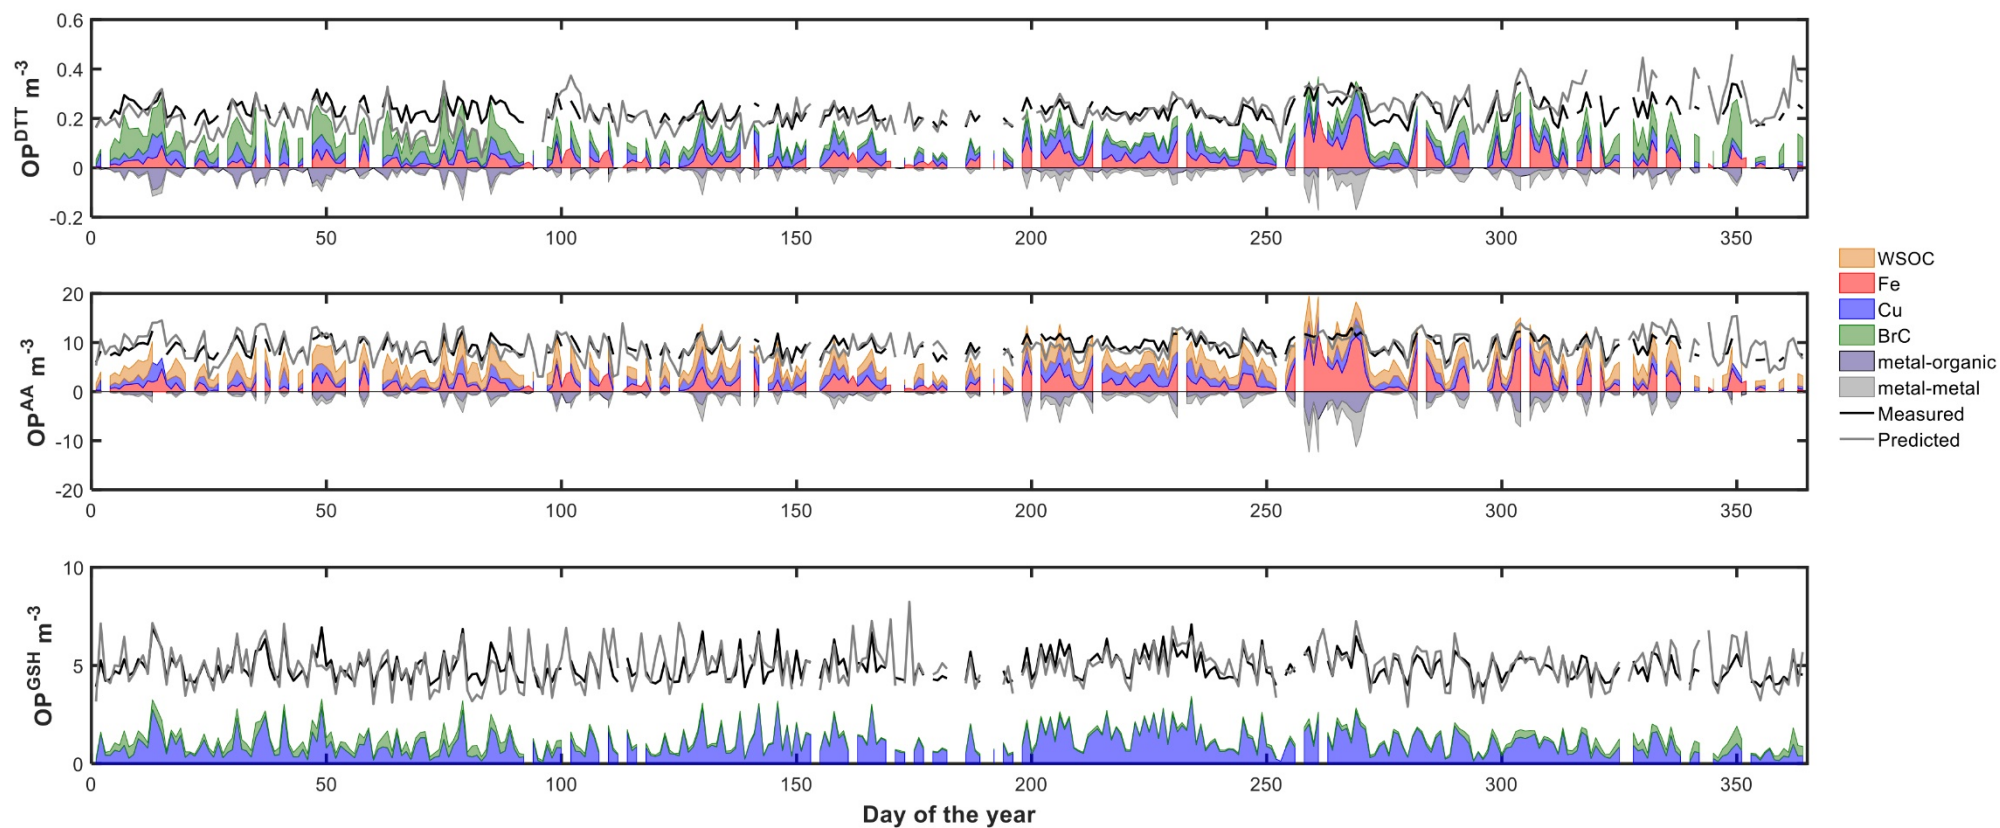 0.6
0.4
0.2
0
-0.2
OP^DTT m^-3
0 50 100 150 200 250 300 350
20
10
0
-10
-20
OP^AA m^-3
0 50 100 150 200 250 300 350
10
5
0
OP^GSH m^-3
0 50 100 150 200 250 300 350
Day of the year
WSOC
Fe
Cu
BrC
metal-organic
metal-metal
Measured
Predicted